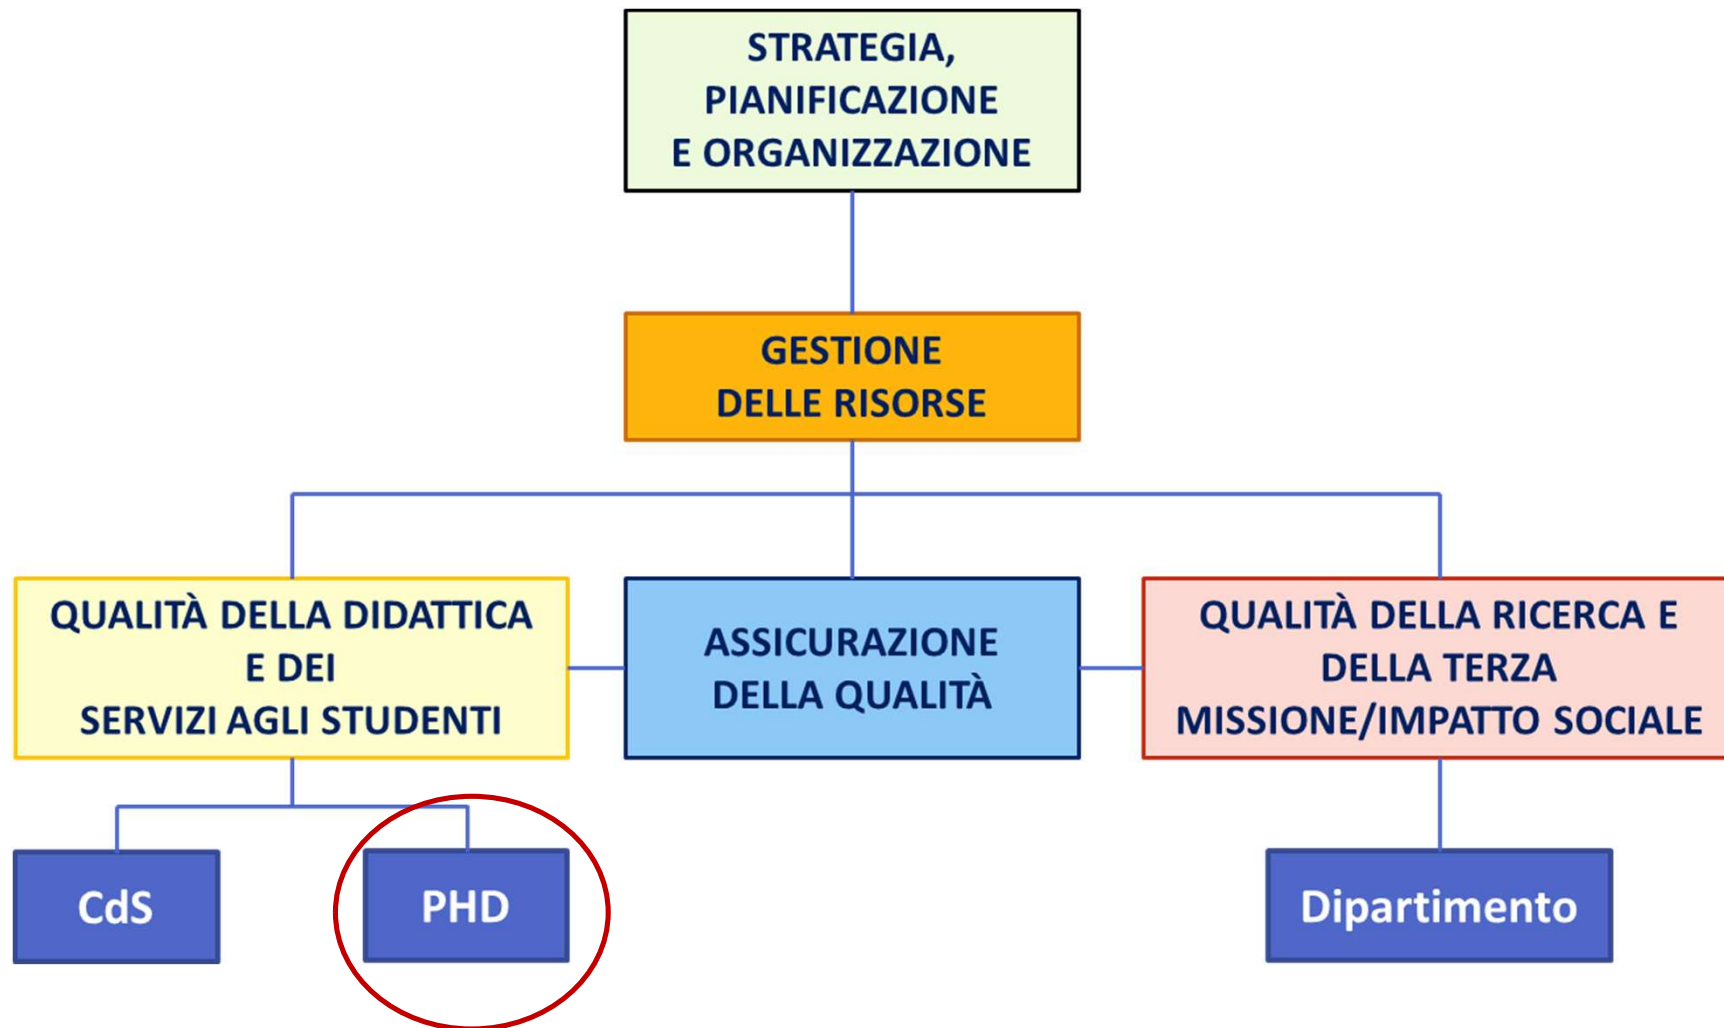 STRATEGIA,
PIANIFICAZIONE
E ORGANIZZAZIONE
GESTIONE
DELLE RISORSE
QUALITÀ DELLA DIDATTICA
E DEI
SERVIZI AGLI STUDENTI
ASSICURAZIONE
DELLA QUALITÀ
QUALITÀ DELLA RICERCA E
DELLA TERZA
MISSIONE/IMPATTO SOCIALE
CdS
PHD
Dipartimento